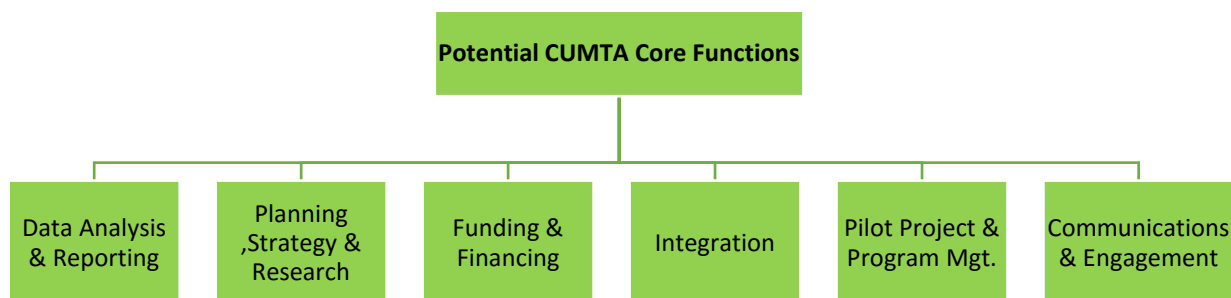 Potential CUMTA Core Functions
Data Analysis
& Reporting
Planning
,Strategy &
Research
Funding &
Financing
Integration
Pilot Project &
Program Mgt.
Communications
& Engagement